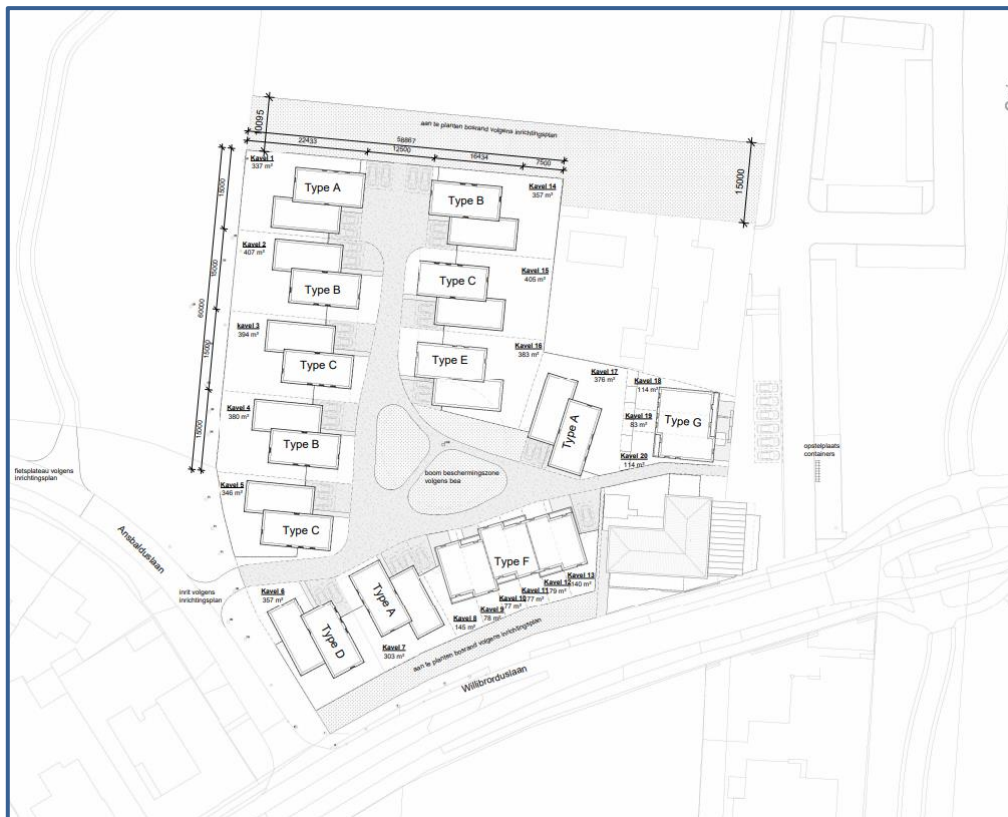 aan te planten bosrand volgens inrichtingsplan
10095
58867
22433
12500
16434
7500
15000
Kavel 1
337 m²
Type A
Type B
Kavel 14
357 m²
15000
Kavel 2
407 m²
Type B
Type C
Kavel 15
405 m²
15000
60000
kavel 3
394 m²
Type C
Type E
Kavel 16
383 m²
15000
Kavel 17
376 m²
Kavel 18
114 m²
Kavel 19
83 m²
Kavel 20
114 m²
Type A
Type G
Kavel 4
380 m²
Type B
15000
opstelplaats
containers
fietsplateau volgens
inrichtingsplan
boom beschermingszone
volgens bea
Kavel 5
346 m²
Type C
Ansbalduslaan
Type F
inrit volgens
inrichtingsplan
Kavel 6
357 m²
Type D
Type A
Kavel 7
303 m²
Kavel 8
145 m²
Kavel 9
78 m²
Kavel 10
77 m²
Kavel 11
77 m²
Kavel 12
79 m²
Kavel 13
140 m²
aan te planten bosrand volgens inrichtingsplan
Willibrorduslaan